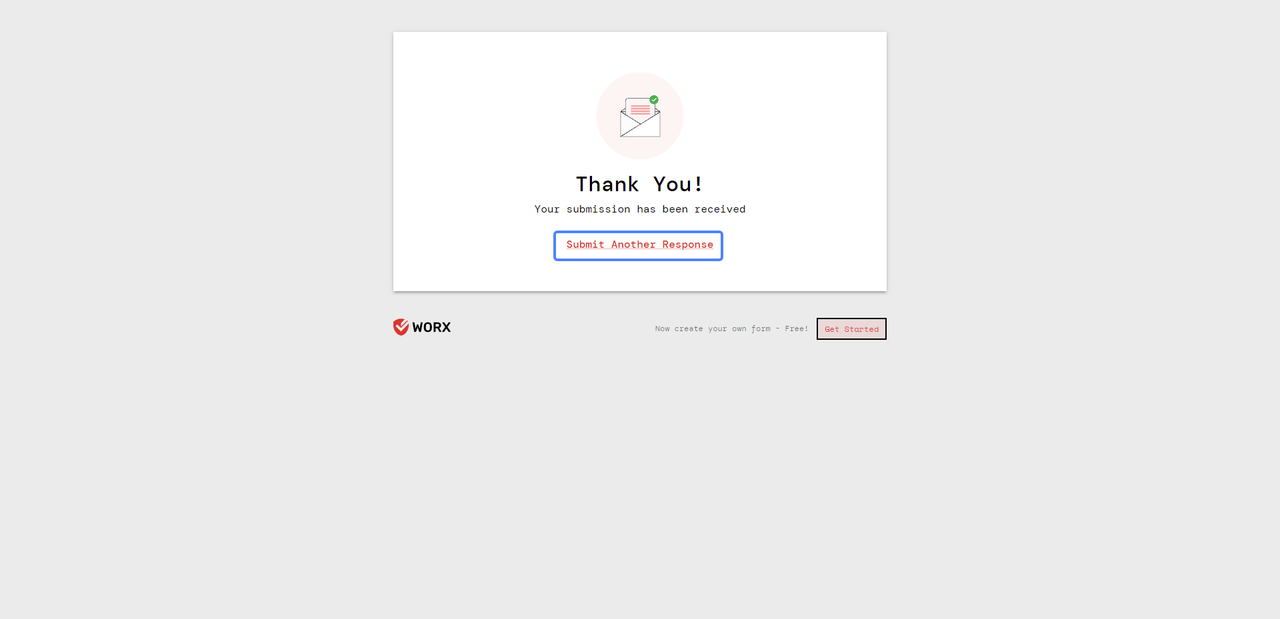 Thank You!
Your submission has been received
Submit Another Response
WORX
Now create your own form - Free!
Get Started